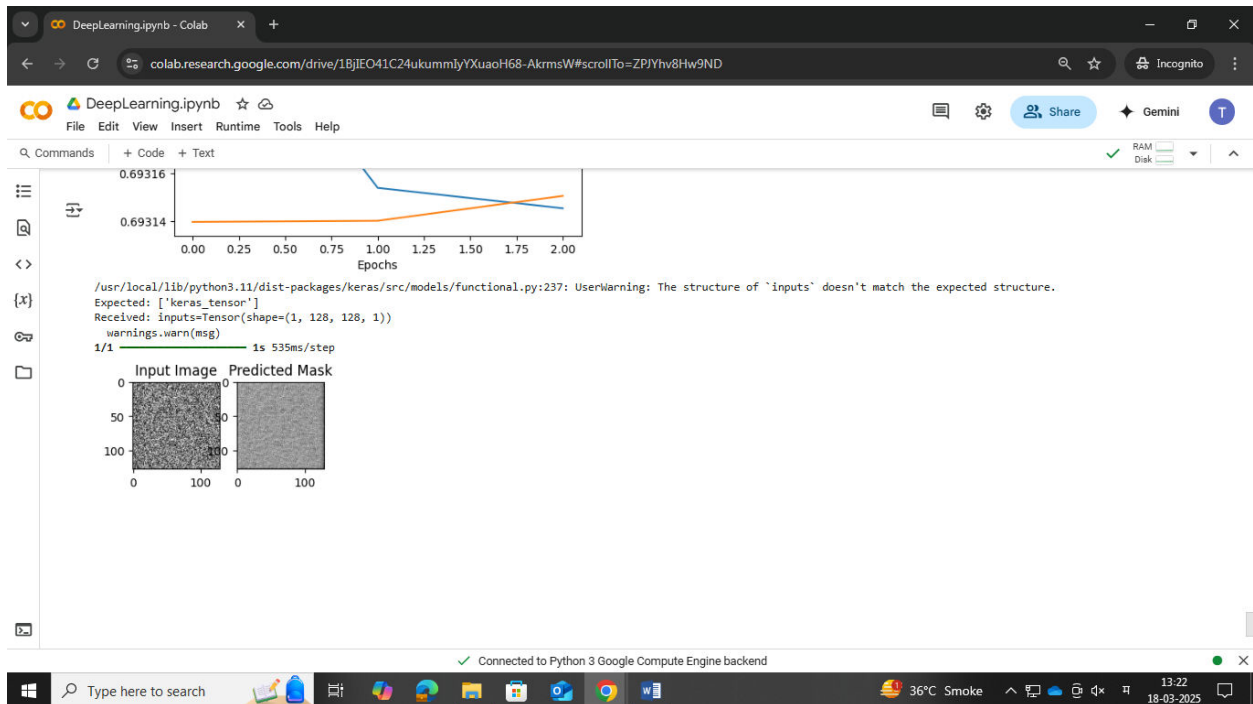 DeepLearning.ipynb - Colab
colab.research.google.com/drive/1BjIEO41C24ukummIyYXuaoH68-AkrmsW#scrollTo=ZPJYhv8Hw9ND
Incognito
CO DeepLearning.ipynb
Share
Gemini
T
File Edit View Insert Runtime Tools Help
Commands + Code + Text
RAM
Disk
0.69316
0.69314
0.00 0.25 0.50 0.75 1.00 1.25 1.50 1.75 2.00
Epochs
/usr/local/lib/python3.11/dist-packages/keras/src/models/functional.py:237: UserWarning: The structure of `inputs` doesn't match the expected structure.
Expected: ['keras_tensor']
Received: inputs=Tensor(shape=(1, 128, 128, 1))
warnings.warn(msg)
1/1 ━━━━━━━━━━━━━━━━━━━━ 1s 535ms/step
Input Image Predicted Mask
0 0
50 50
100 100
0 100 0 100
{x}
Connected to Python 3 Google Compute Engine backend
Type here to search
36°C Smoke
म
13:22
18-03-2025